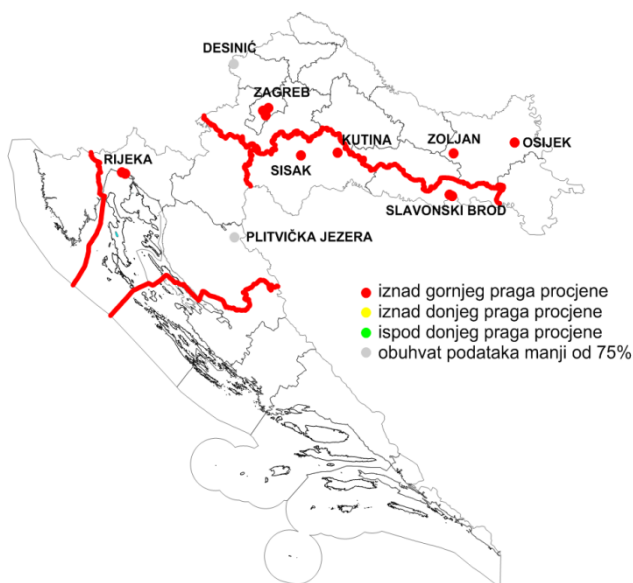 DESINIĆ
ZAGREB
KUTINA
ZOLJAN
OSIJEK
RIJEKA
SISAK
SLAVONSKI BROD
PLITVIČKA JEZERA
iznad gornjeg praga procjene
iznad donjeg praga procjene
ispod donjeg praga procjene
obuhvat podataka manji od 75%